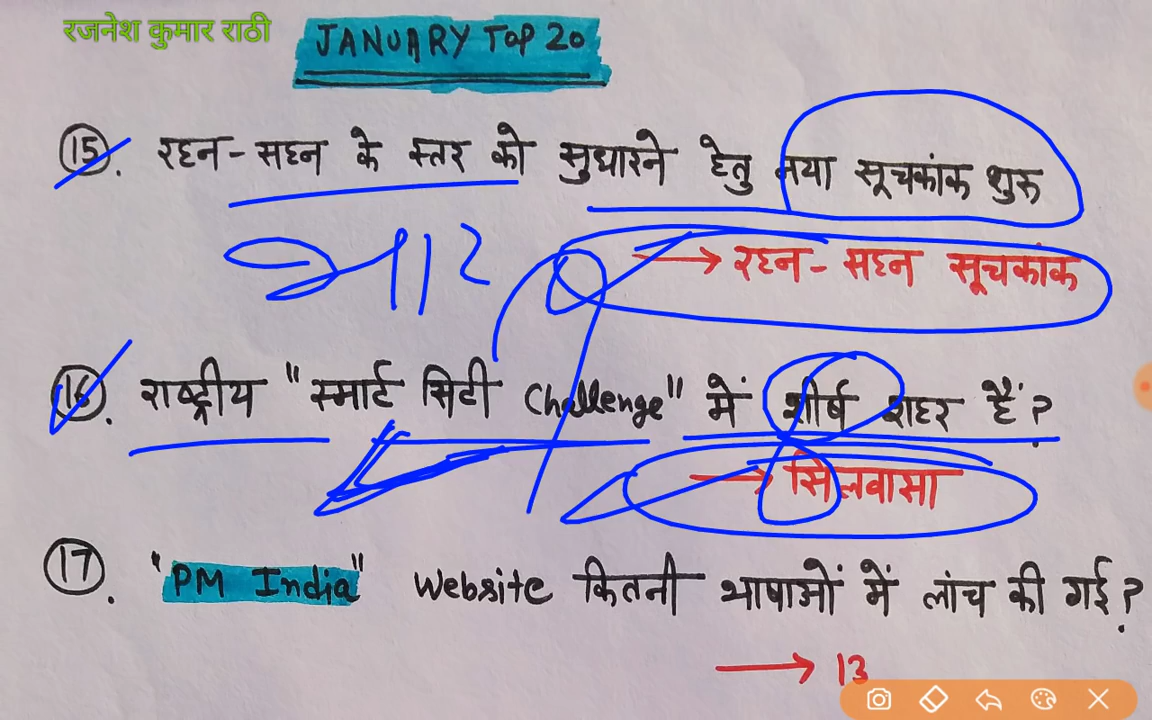 रजनेश कुमार राठी
JANUARY TOP 20
15. रहन-सहन के स्तर को सुधारने हेतु नया सूचकांक शुरू
→ रहन-सहन सूचकांक
16. राष्ट्रीय "स्मार्ट सिटी Challenge" में शीर्ष शहर है?
→ सिलवासा
17. "PM India" Website कितनी भाषाओं में लांच की गई?
→ 13